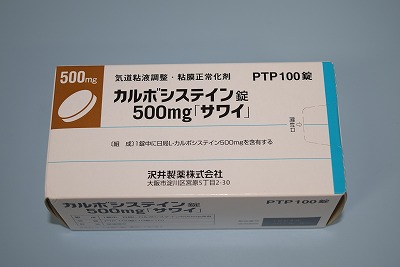 500mg
気道粘液調整・粘膜正常化剤
PTP100錠
カルボシステイン錠
500mg「サワイ」
開封口
〔組 成〕1錠中に日局L-カルボシステイン500mgを含有する
沢井製薬株式会社
大阪市淀川区宮原5丁目2-30
カルボシステイン錠
500mg「サワイ」
PTP100錠